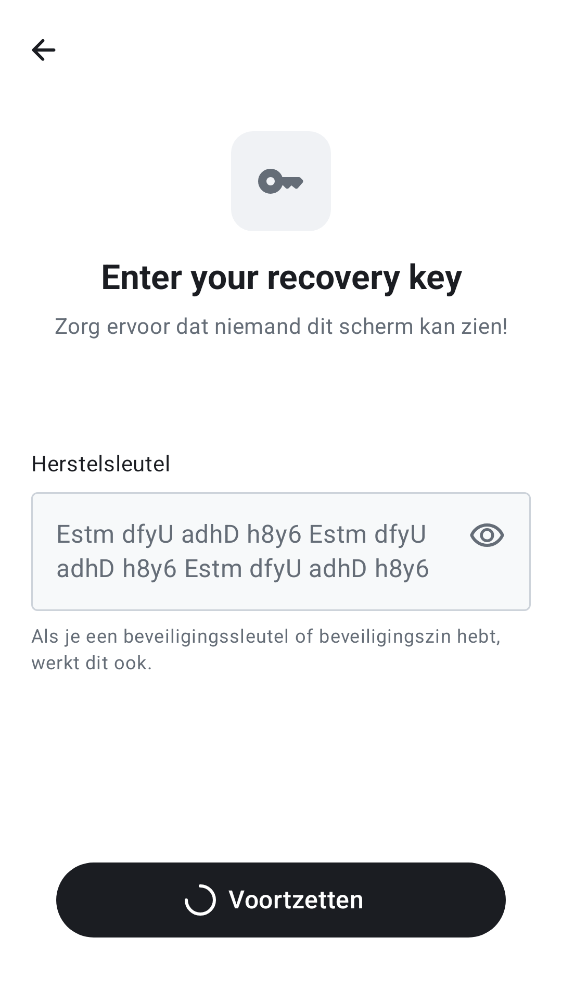 Enter your recovery key
Zorg ervoor dat niemand dit scherm kan zien!
Herstelsleutel
Estm dfyU adhD h8y6 Estm dfyU
adhD h8y6 Estm dfyU adhD h8y6
Als je een beveiligingssleutel of beveiligingszin hebt,
werkt dit ook.
Voortzetten